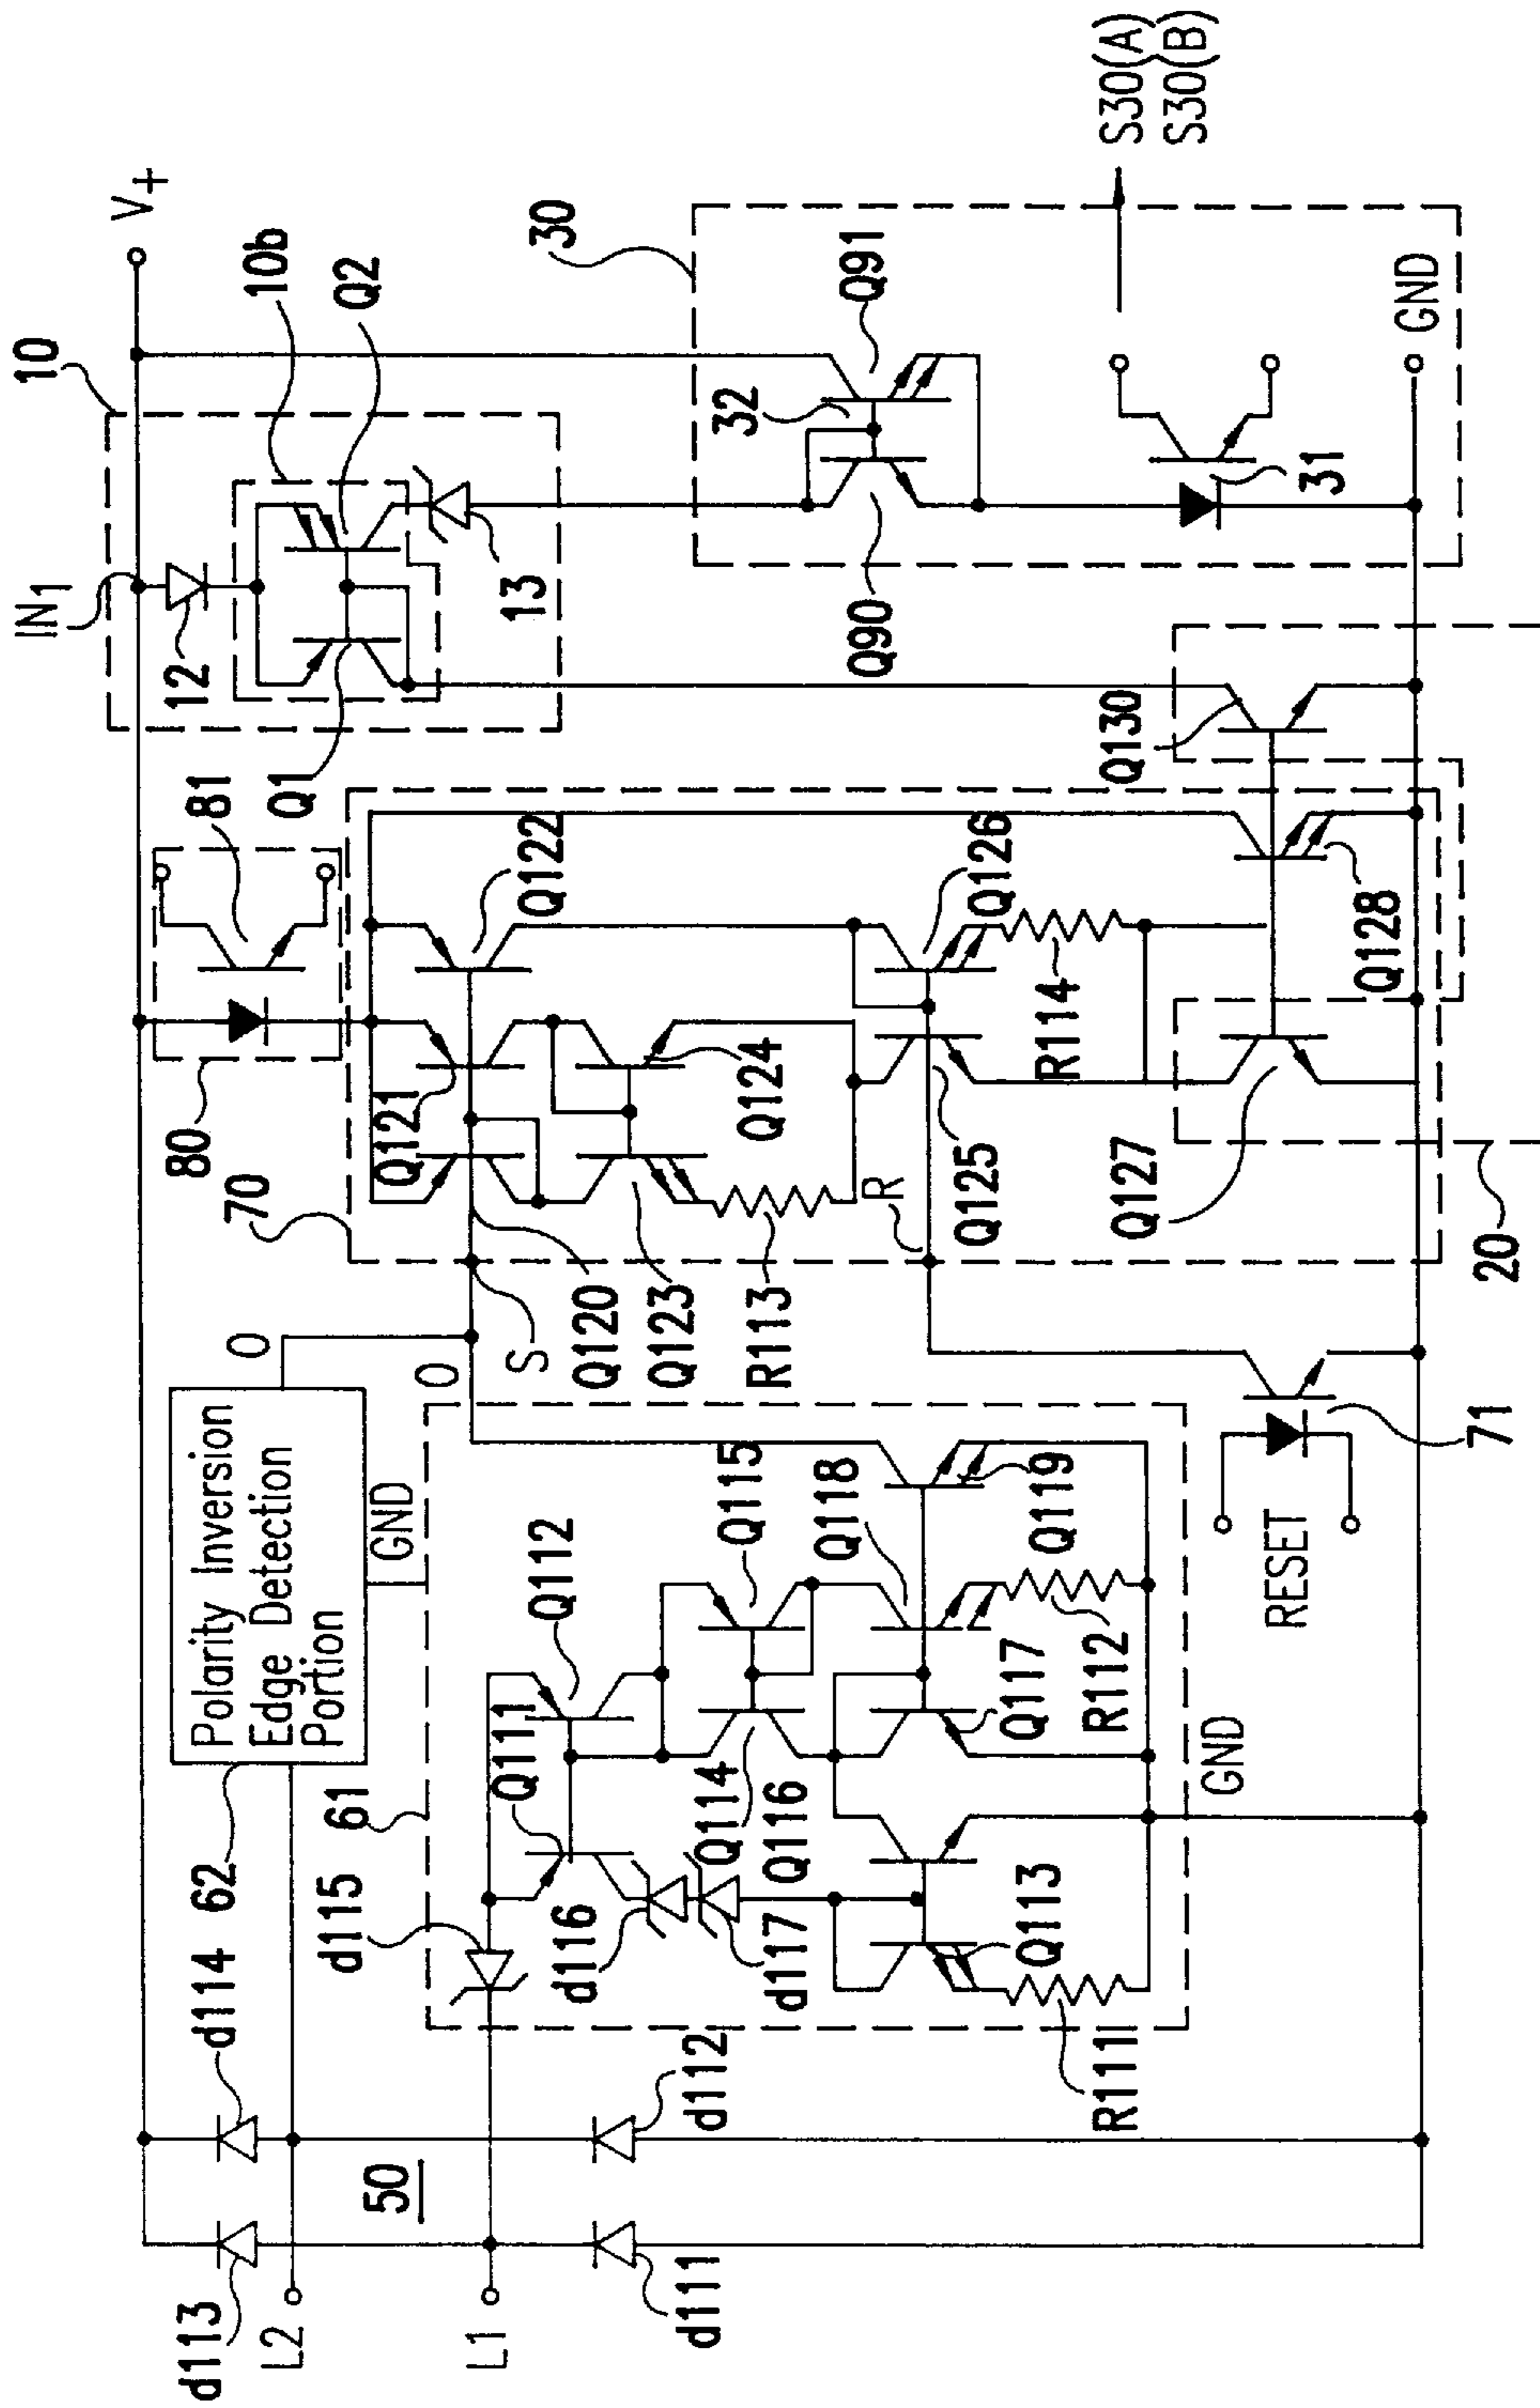 IN1
10
V+
12
10b
Q2
Q1
13
30
32
Q91
Q90
31
S30(A)
S30(B)
GND
81
80
70
Q121
Q122
Q124
Q120
Q123
R113
S
R
Q125
Q126
R114
Q127
Q128
Q130
20
Polarity Inversion
Edge Detection
Portion
O
O
GND
62
61
Q111
Q112
Q115
Q114
Q116
Q118
Q117
Q119
R112
Q113
R111
GND
RESET
71
d114
d115
d116
d117
d113
d112
d111
50
L2
L1